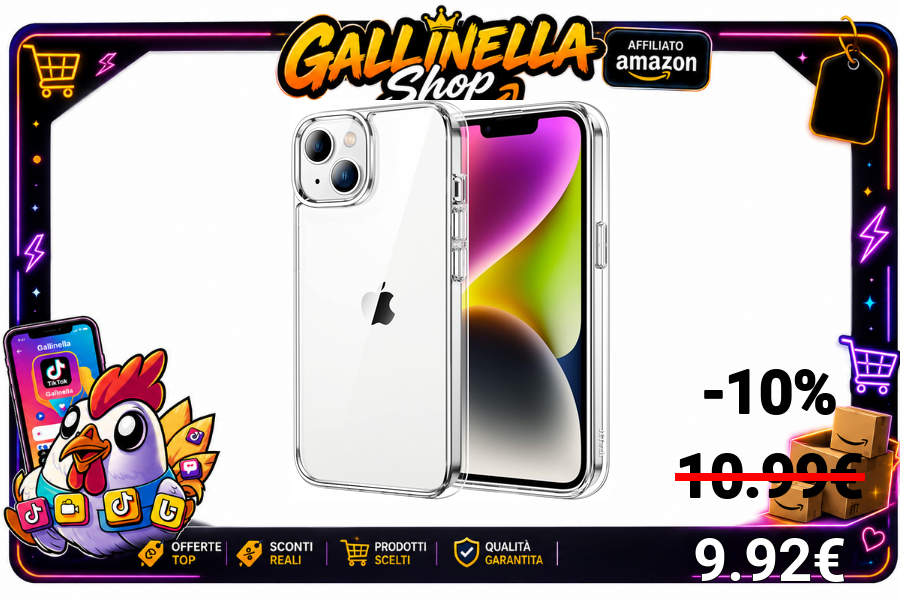 GALLINELLA
Shop
AFFILIATO
amazon
Gallinella
TikTok
Gallinella
-10%
10.99€
9.92€
OFFERTE
TOP
SCONTI
REALI
PRODOTTI
SCELTI
QUALITÀ
GARANTITA